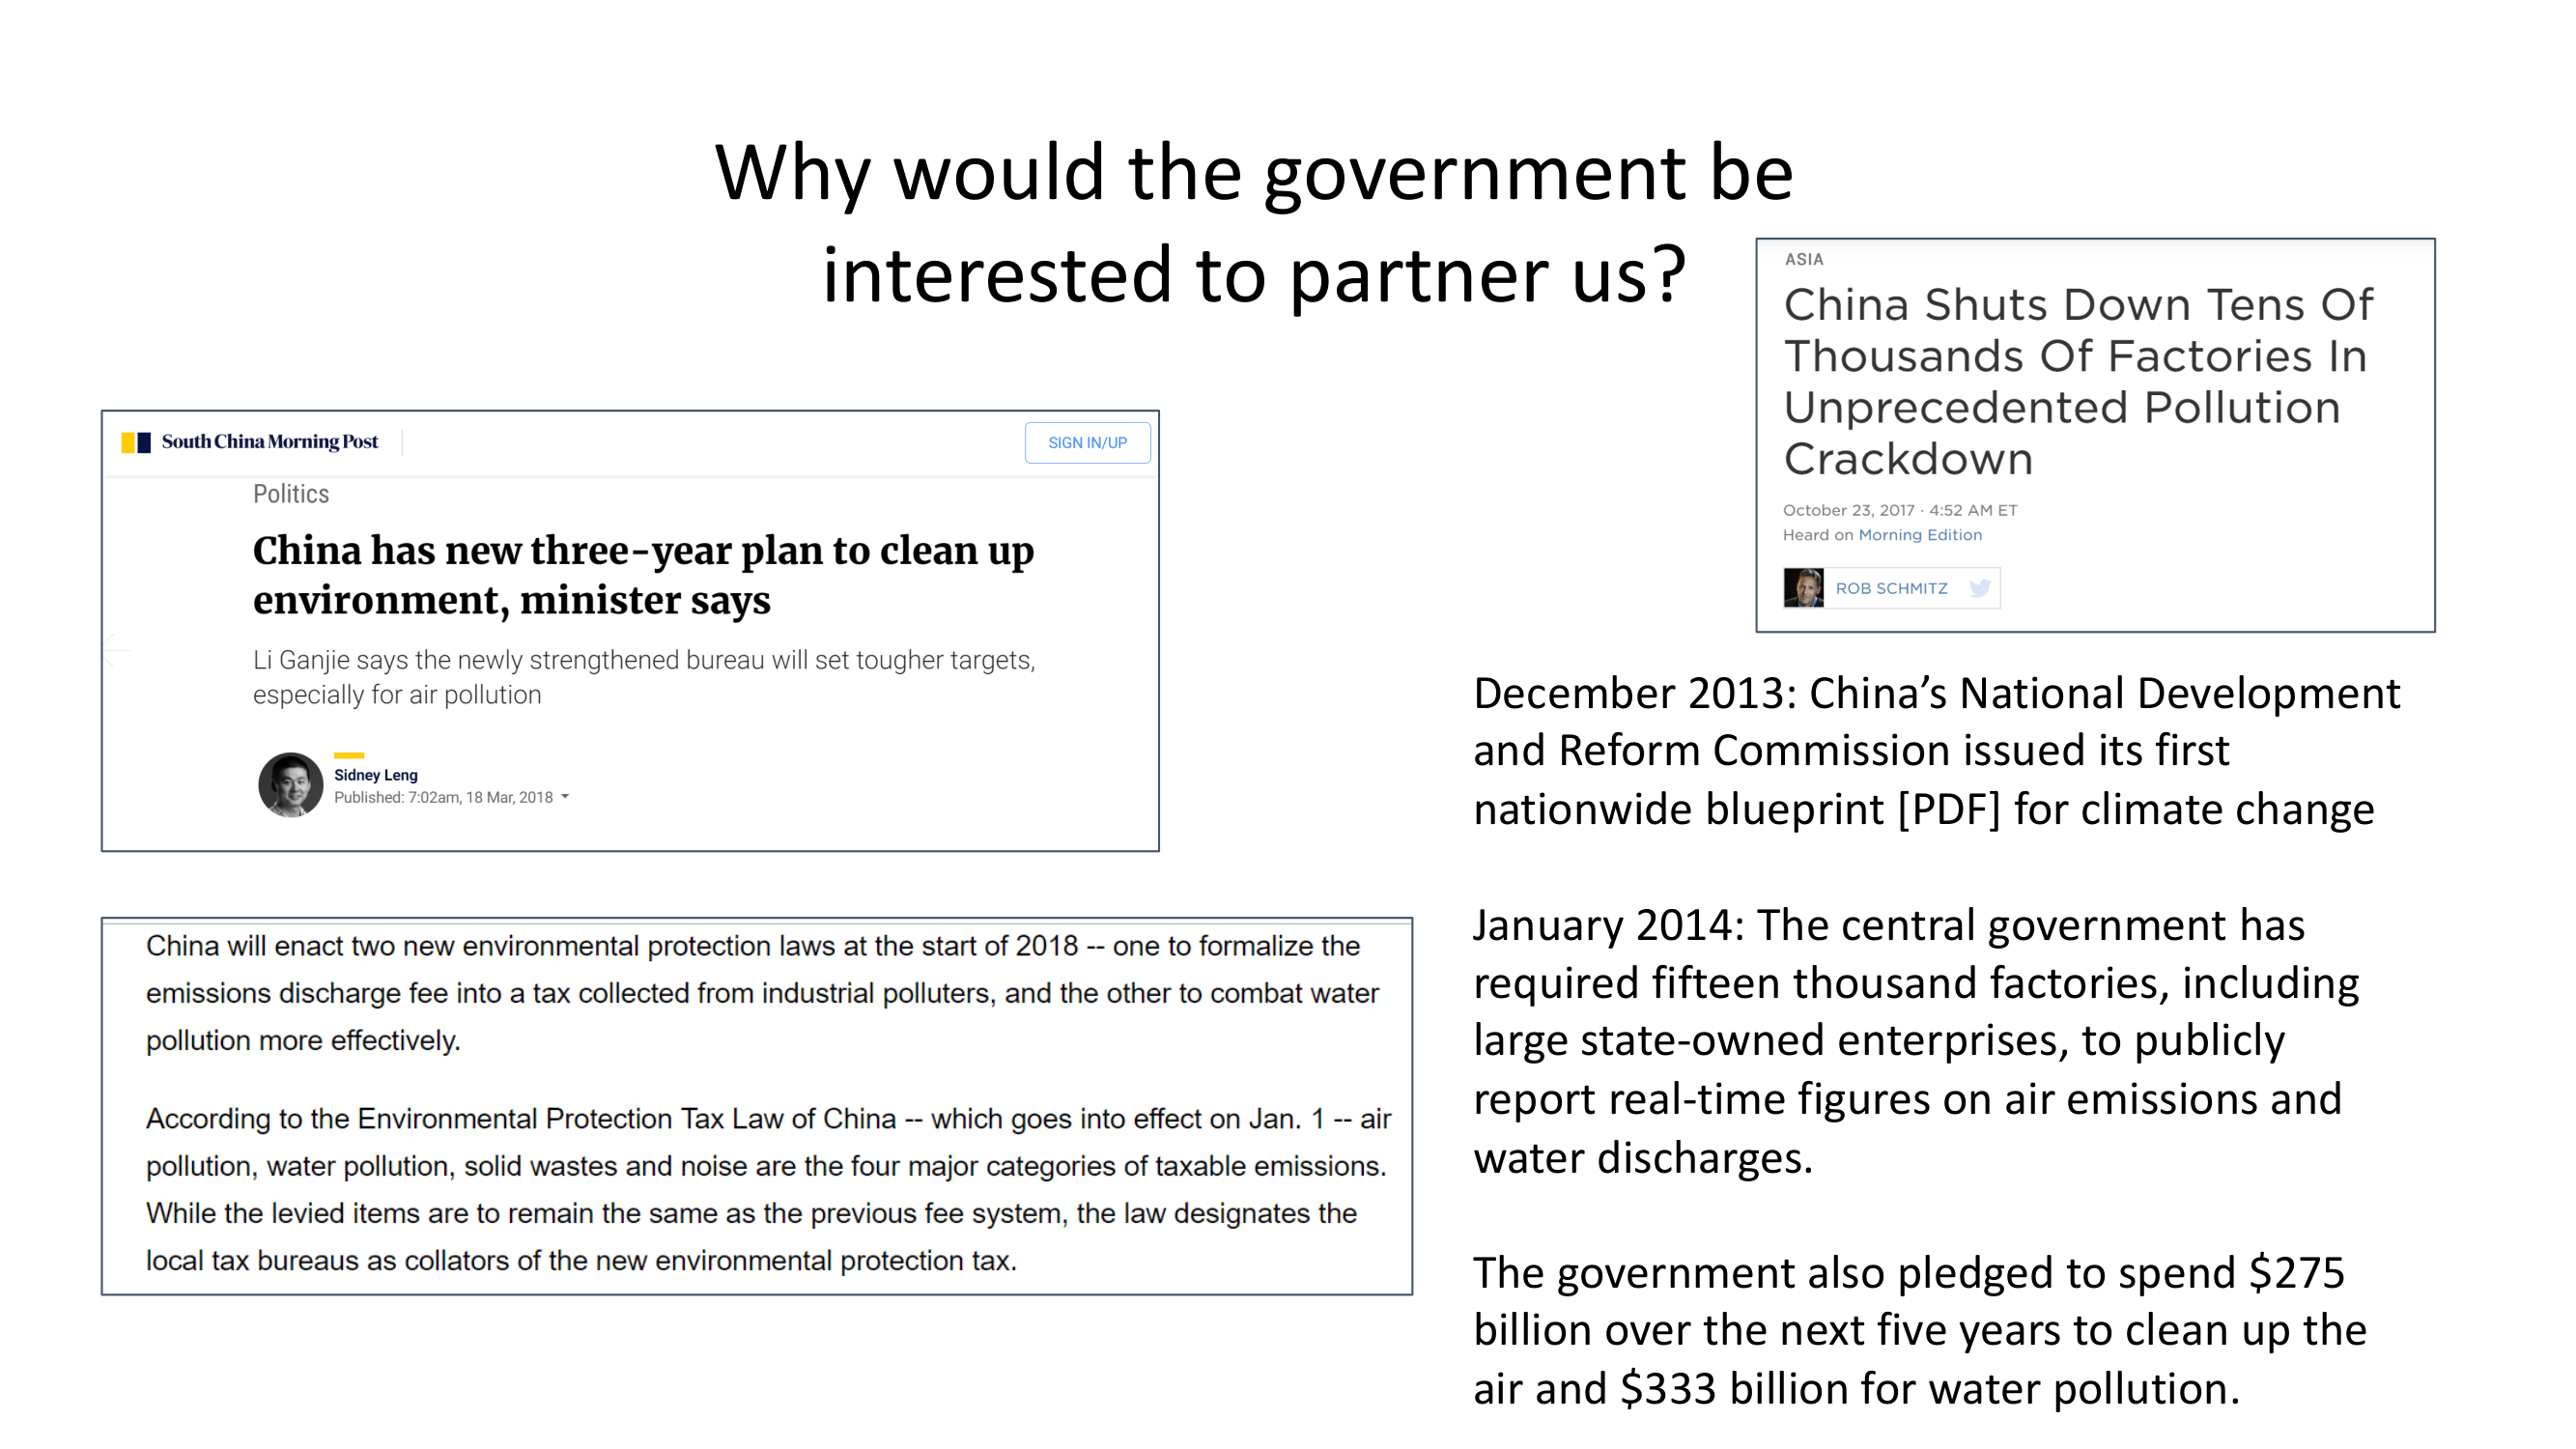 Why would the government be
interested to partner us?
ASIA
China Shuts Down Tens Of
Thousands Of Factories In
Unprecedented Pollution
Crackdown
October 23, 2017 · 4:52 AM ET
Heard on Morning Edition
ROB SCHMITZ
South China Morning Post
SIGN IN/UP
Politics
China has new three-year plan to clean up
environment, minister says
Li Ganjie says the newly strengthened bureau will set tougher targets,
especially for air pollution
Sidney Leng
Published: 7:02am, 18 Mar, 2018
China will enact two new environmental protection laws at the start of 2018 -- one to formalize the
emissions discharge fee into a tax collected from industrial polluters, and the other to combat water
pollution more effectively.
According to the Environmental Protection Tax Law of China -- which goes into effect on Jan. 1 -- air
pollution, water pollution, solid wastes and noise are the four major categories of taxable emissions.
While the levied items are to remain the same as the previous fee system, the law designates the
local tax bureaus as collators of the new environmental protection tax.
December 2013: China’s National Development
and Reform Commission issued its first
nationwide blueprint [PDF] for climate change
January 2014: The central government has
required fifteen thousand factories, including
large state-owned enterprises, to publicly
report real-time figures on air emissions and
water discharges.
The government also pledged to spend $275
billion over the next five years to clean up the
air and $333 billion for water pollution.